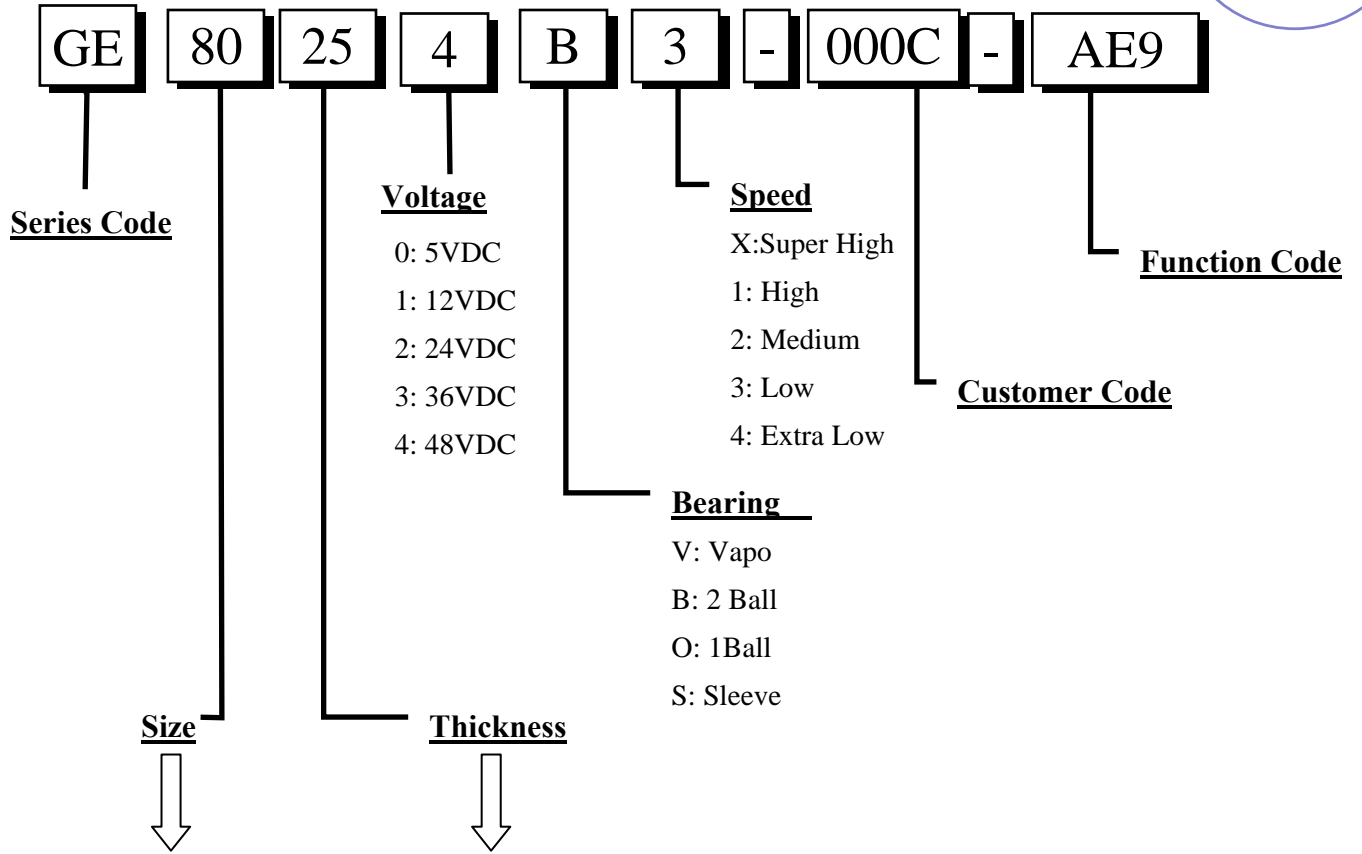 GE 80 25 4 B 3 - 000C - AE9
Series Code
Voltage
0: 5VDC
1: 12VDC
2: 24VDC
3: 36VDC
4: 48VDC
Speed
X:Super High
1: High
2: Medium
3: Low
4: Extra Low
Function Code
Customer Code
Bearing
V: Vapo
B: 2 Ball
O: 1Ball
S: Sleeve
Size
Thickness